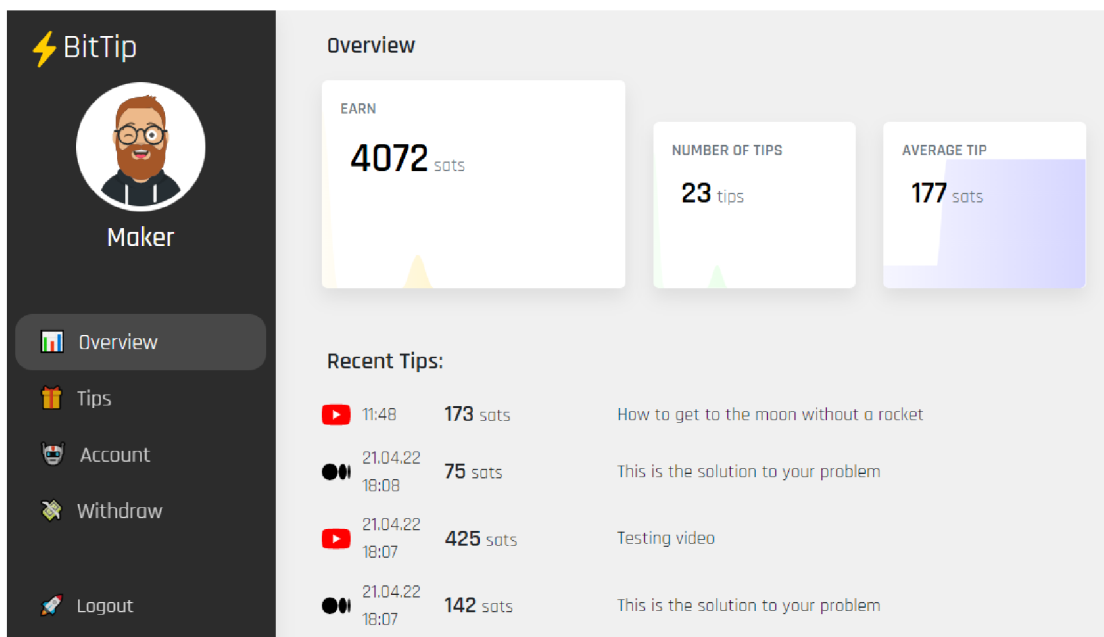 BitTip
Maker
Overview
Tips
Account
Withdraw
Logout
Overview
EARN
4072 sats
NUMBER OF TIPS
23 tips
AVERAGE TIP
177 sats
Recent Tips:
11:48 173 sats How to get to the moon without a rocket
21.04.22
18:08 75 sats This is the solution to your problem
21.04.22
18:07 425 sats Testing video
21.04.22
18:07 142 sats This is the solution to your problem